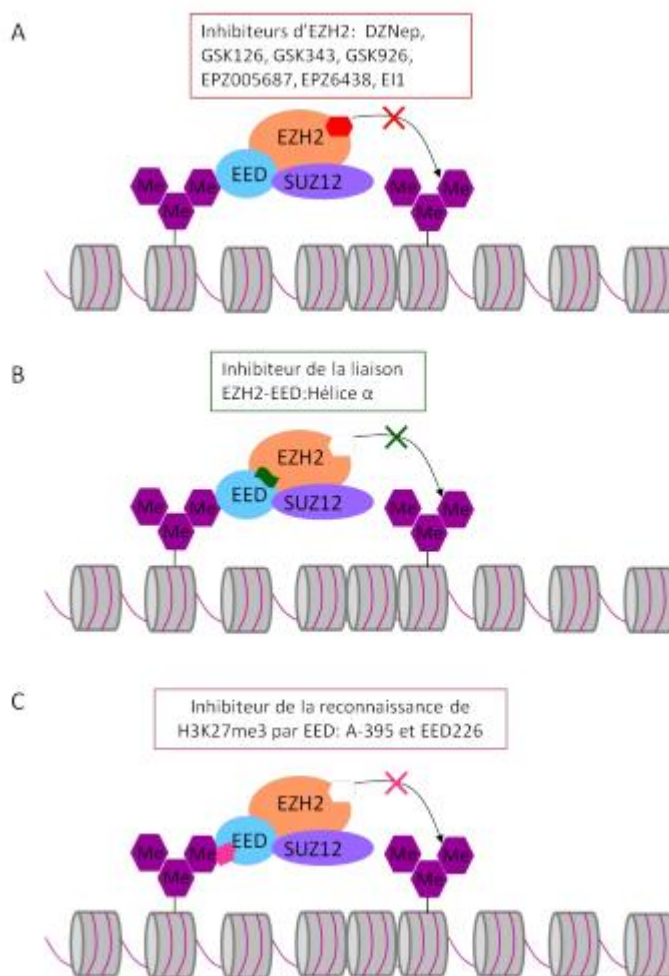 A
Inhibiteurs d'EZH2: DZNep,
GSK126, GSK343, GSK926,
EPZ005687, EPZ6438, EI1
EZH2
EED
SUZ12
Me Me
Me
Me Me
Me
B
Inhibiteur de la liaison
EZH2-EED:Hélice α
EZH2
EED
SUZ12
Me Me
Me
Me Me
Me
C
Inhibiteur de la reconnaissance de
H3K27me3 par EED: A-395 et EED226
EZH2
EED
SUZ12
Me Me
Me
Me Me
Me